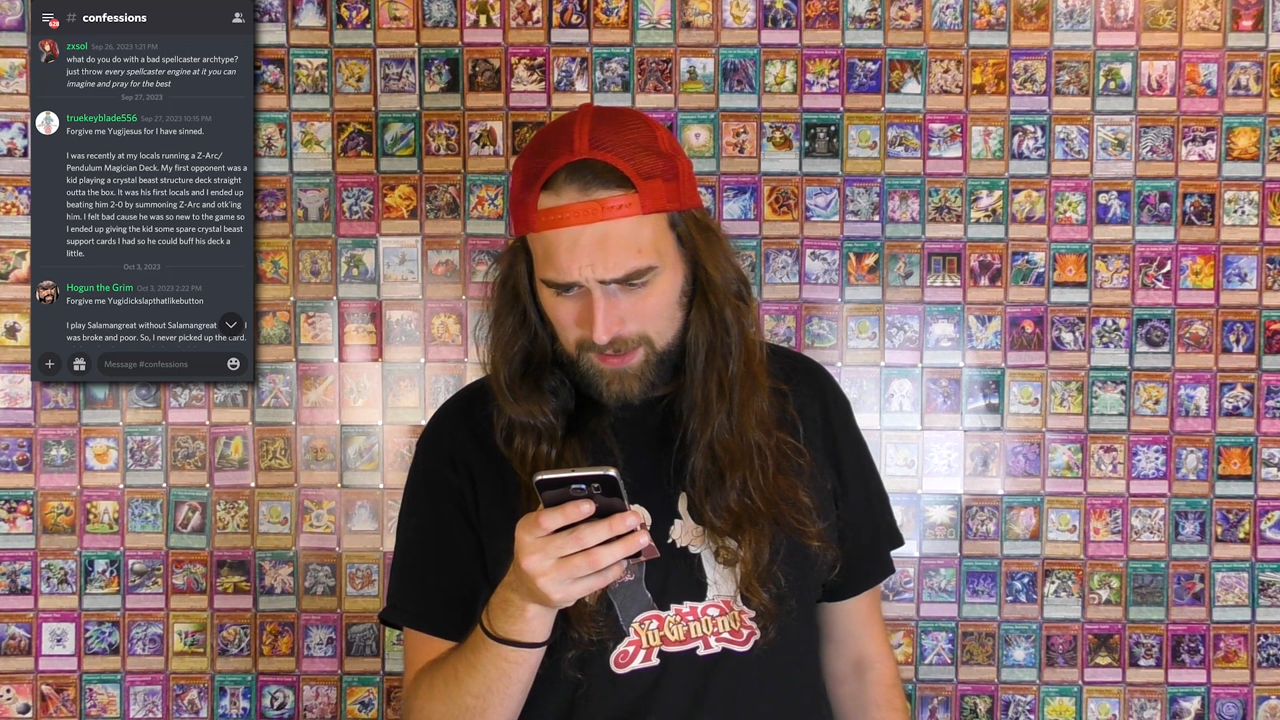 confessions
628
zxsol Sep 26, 2023 1:21 PM
what do you do with a bad spellcaster archtype?
just throw every spellcaster engine at it you can
imagine and pray for the best
Sep 27, 2023
truekeyblade556 Sep 27, 2023 10:15 PM
Forgive me Yugijesus for I have sinned.
I was recently at my locals running a Z-Arc/
Pendulum Magician Deck. My first opponent was a
kid playing a crystal beast structure deck straight
outta the box. It was his first locals and I ended up
beating him 2-0 by summoning Z-Arc and otk'ing
him. I felt bad cause he was so new to the game so
I ended up giving the kid some spare crystal beast
support cards I had so he could buff his deck a
little.
Oct 3, 2023
Hogun the Grim Oct 3, 2023 2:22 PM
Forgive me Yugidickslapthatlikebutton
I play Salamangreat without Salamangreat I
was broke and poor. So, I never picked up the card.
Message #confessions
Yu-Gi-no-no!